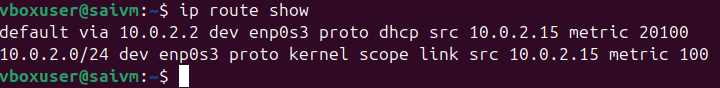 vboxuser@saivm:~$ ip route show
default via 10.0.2.2 dev enp0s3 proto dhcp src 10.0.2.15 metric 20100
10.0.2.0/24 dev enp0s3 proto kernel scope link src 10.0.2.15 metric 100
vboxuser@saivm:~$